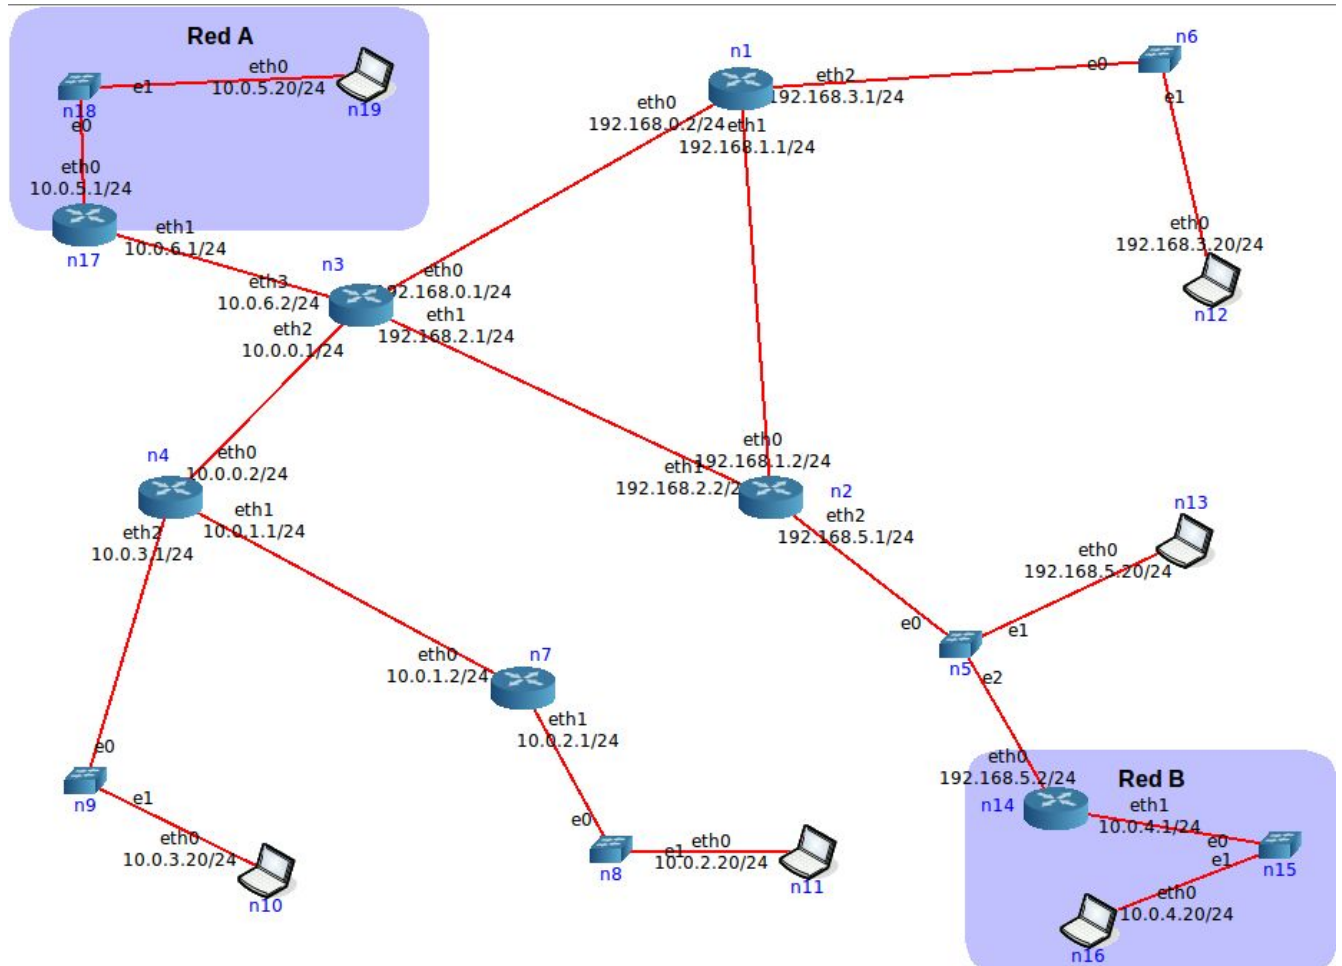 Red A
eth0
10.0.5.20/24
e1
n18
n19
e0
eth0
10.0.5.1/24
n17
eth1
10.0.6.1/24
n1
eth2
192.168.3.1/24
eth0
192.168.0.2/24
eth1
192.168.1.1/24
n6
e0
e1
eth0
192.168.3.20/24
n12
n3
eth3
10.0.6.2/24
eth0
192.168.0.1/24
eth1
192.168.2.1/24
eth2
10.0.0.1/24
n4
eth0
10.0.0.2/24
eth1
10.0.1.1/24
eth2
10.0.3.1/24
eth0
192.168.1.2/24
eth1
n2
eth2
192.168.5.1/24
n13
eth0
192.168.5.20/24
e0
e1
n5
e2
eth0
10.0.1.2/24
n7
eth1
10.0.2.1/24
e0
n9
e1
eth0
10.0.3.20/24
n10
e0
n8
e1
eth0
10.0.2.20/24
n11
eth0
192.168.5.2/24
Red B
n14
eth1
10.0.4.1/24
e0
e1
n15
eth0
10.0.4.20/24
n16